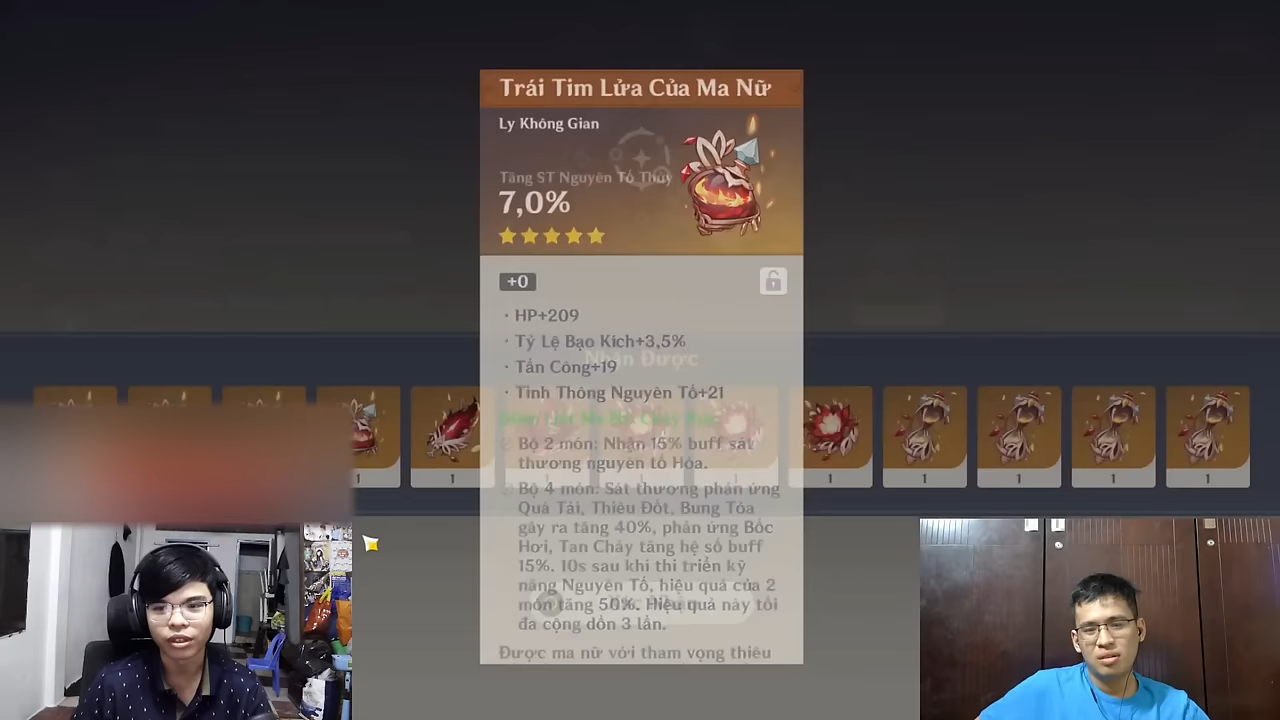 Trái Tim Lửa Của Ma Nữ
Ly Không Gian
Tăng ST Nguyên Tố Thủy
7,0%
+0
· HP+209
· Tỷ Lệ Bạo Kích+3,5%
Nhận Được
· Tấn Công+19
· Tinh Thông Nguyên Tố+21
Bộ 2 món: Nhận 15% buff sát
thương nguyên tố Hỏa.
1 1 1 1 1 1 1
Bộ 4 món: Sát thương phản ứng
Quá Tải, Thiêu Đốt, Bung Tỏa
gây ra tăng 40%, phản ứng Bốc
Hơi, Tan Chảy tăng hệ số buff
15%. 10s sau khi thi triển kỹ
năng Nguyên Tố, hiệu quả của 2
món tăng 50%. Hiệu quả này tối
đa cộng dồn 3 lần.
Được ma nữ với tham vọng thiêu